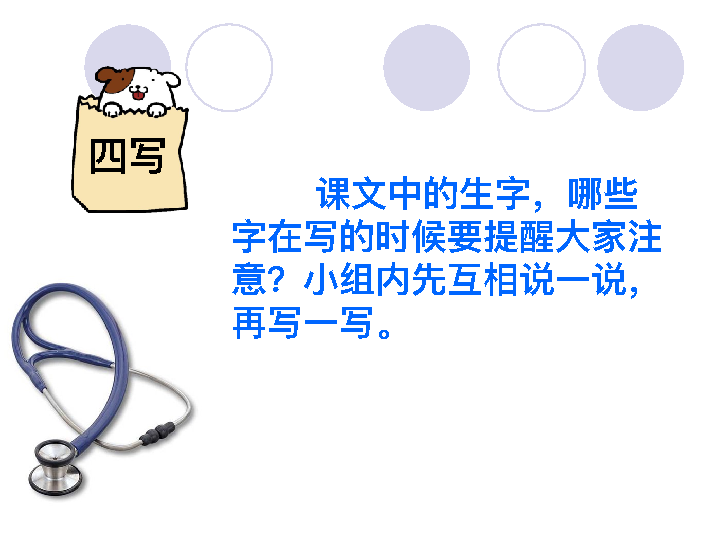 四写
课文中的生字，哪些
字在写的时候要提醒大家注
意？小组内先互相说一说，
再写一写。